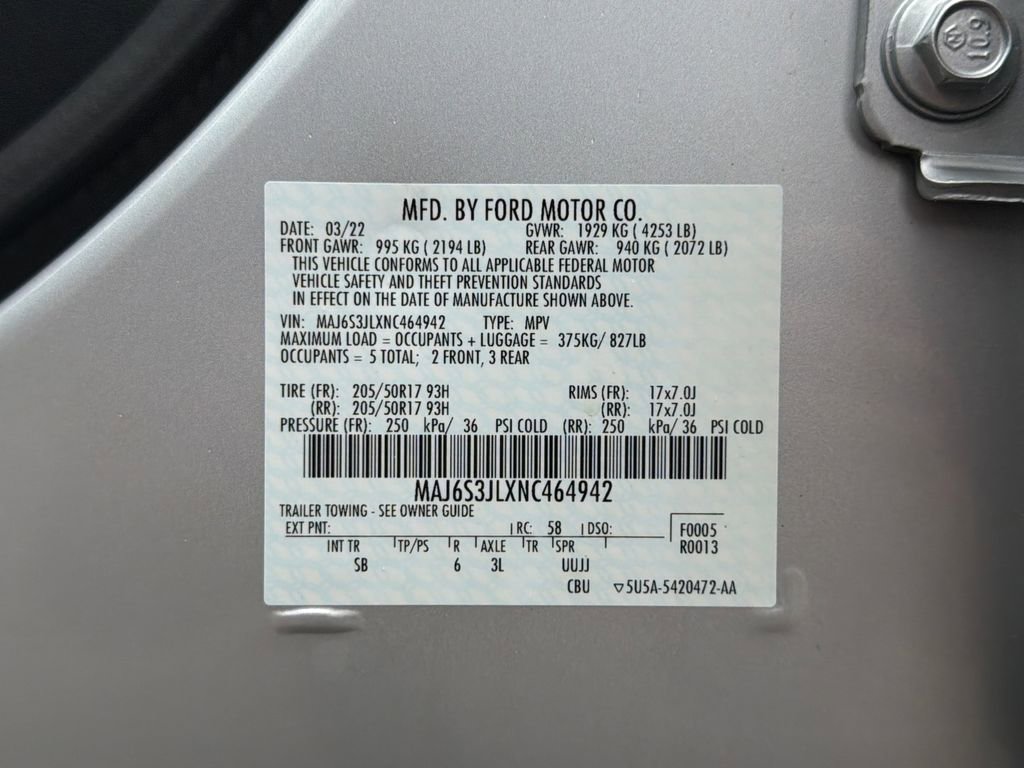 10.9
MFD. BY FORD MOTOR CO.
DATE: 03/22 GVWR: 1929 KG ( 4253 LB)
FRONT GAWR: 995 KG ( 2194 LB) REAR GAWR: 940 KG ( 2072 LB)
THIS VEHICLE CONFORMS TO ALL APPLICABLE FEDERAL MOTOR
VEHICLE SAFETY AND THEFT PREVENTION STANDARDS
IN EFFECT ON THE DATE OF MANUFACTURE SHOWN ABOVE.
VIN: MAJ6S3JLXNC464942 TYPE: MPV
MAXIMUM LOAD = OCCUPANTS + LUGGAGE = 375KG/ 827LB
OCCUPANTS = 5 TOTAL; 2 FRONT, 3 REAR
TIRE (FR): 205/50R17 93H RIMS (FR): 17x7.0J
(RR): 205/50R17 93H (RR): 17x7.0J
PRESSURE (FR): 250 kPa/ 36 PSI COLD (RR): 250 kPa/ 36 PSI COLD
MAJ6S3JLXNC464942
TRAILER TOWING - SEE OWNER GUIDE
EXT PNT: RC: 58 DSO: F0005
INT TR TP/PS R AXLE TR SPR R0013
SB 6 3L UUJJ
CBU ▽5U5A-5420472-AA